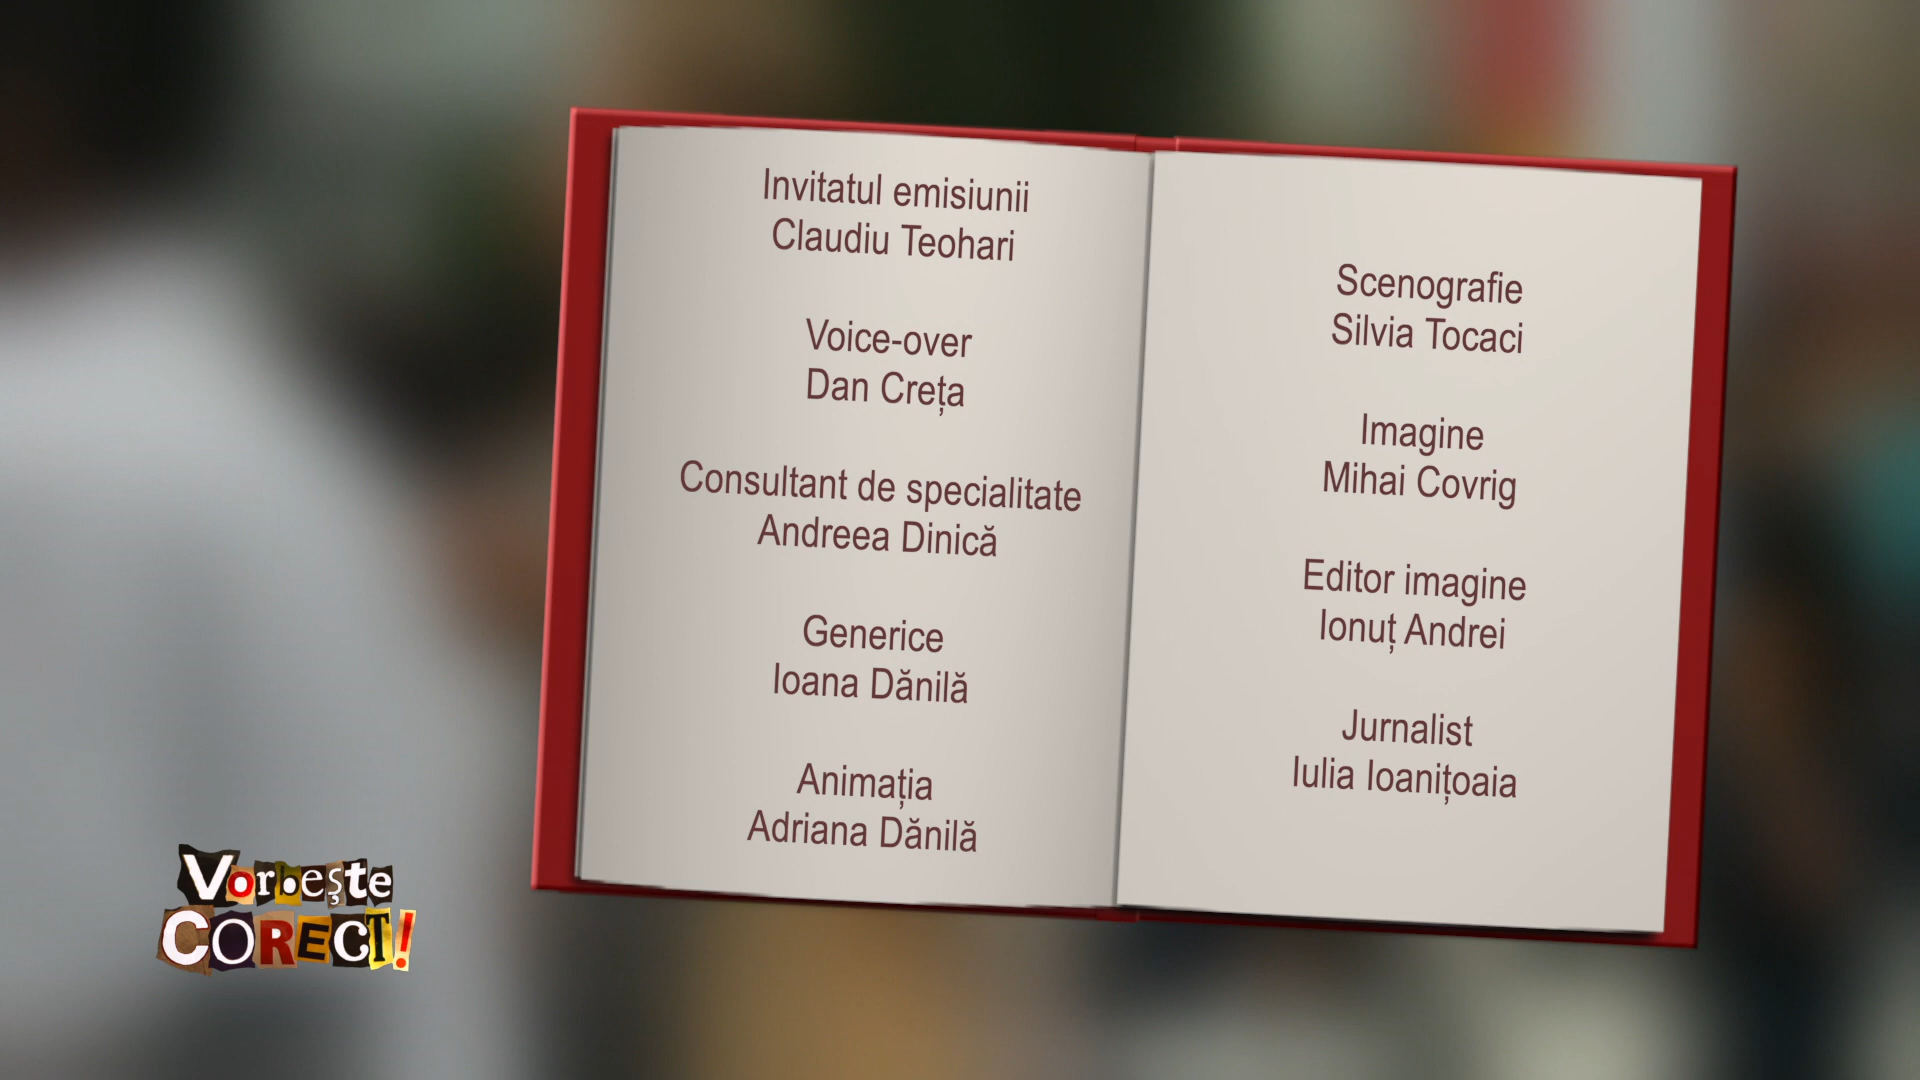 Invitatul emisiunii
Claudiu Teohari
Voice-over
Dan Creța
Consultant de specialitate
Andreea Dinică
Generice
Ioana Dănilă
Animația
Adriana Dănilă
Scenografie
Silvia Tocaci
Imagine
Mihai Covrig
Editor imagine
Ionuț Andrei
Jurnalist
Iulia Ioanițoaia
Vorbește
CORECT!